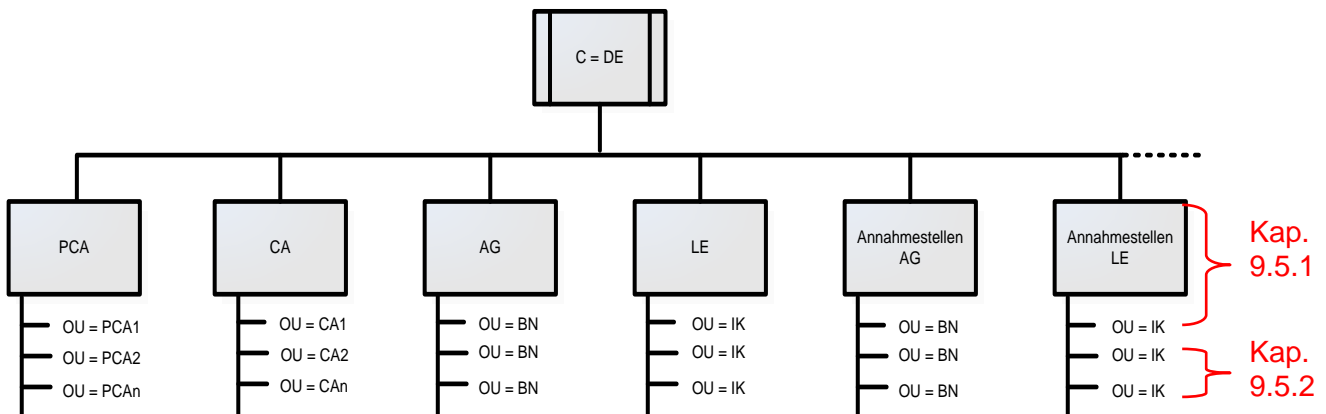 C = DE
PCA
CA
AG
LE
Annahmestellen
AG
Annahmestellen
LE
Kap.
9.5.1
OU = PCA1
OU = PCA2
OU = PCAn
OU = CA1
OU = CA2
OU = CAn
OU = BN
OU = BN
OU = BN
OU = IK
OU = IK
OU = IK
OU = BN
OU = BN
OU = BN
OU = IK
OU = IK
OU = IK
Kap.
9.5.2